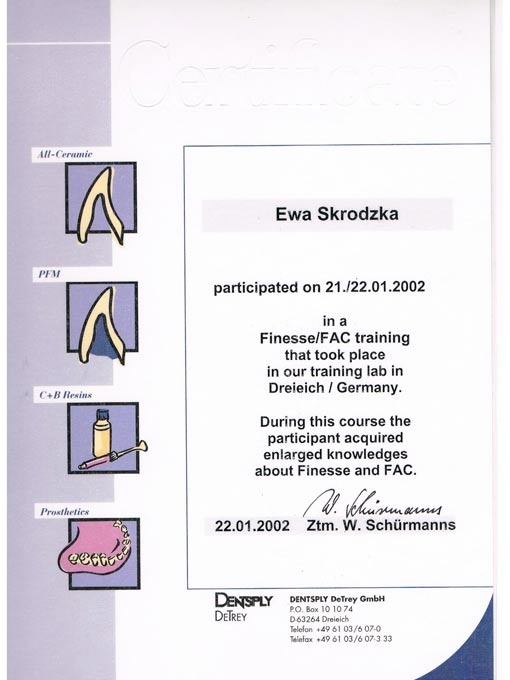 Certificate
All-Ceramic
PFM
C+B Resins
Prosthetics
Ewa Skrodzka
participated on 21./22.01.2002
in a
Finesse/FAC training
that took place
in our training lab in
Dreieich / Germany.
During this course the
participant acquired
enlarged knowledges
about Finesse and FAC.
W. Schürmanns
22.01.2002 Ztm. W. Schürmanns
DENTSPLY
DeTrey
DENTSPLY DeTrey GmbH
P.O. Box 10 10 74
D-63264 Dreieich
Telefon +49 61 03/6 07-0
Telefax +49 61 03/6 07-3 33